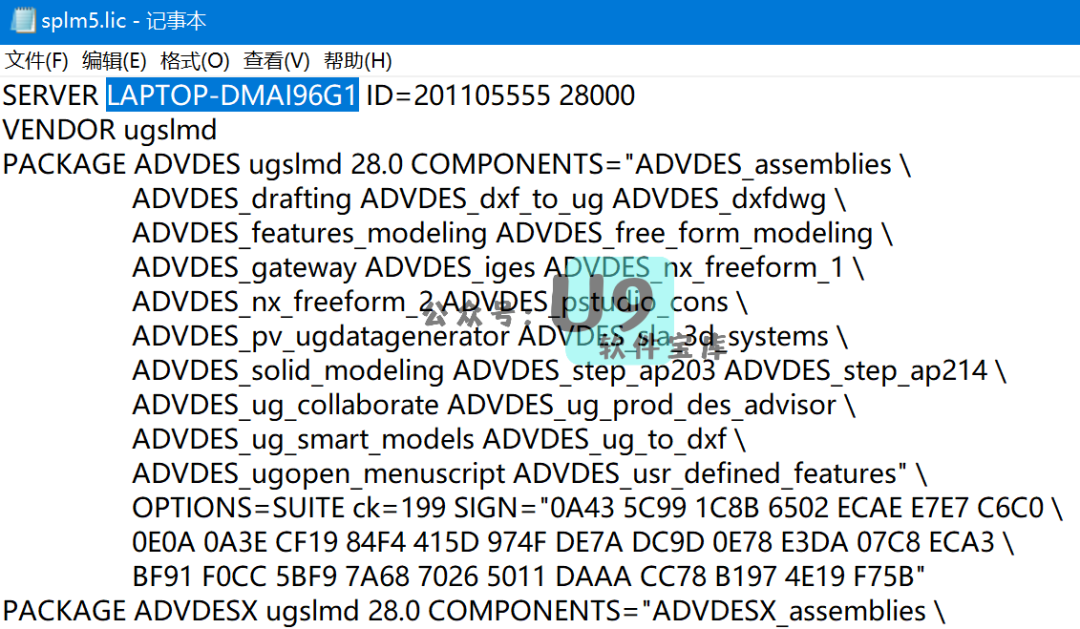 splm5.lic - 记事本
文件(F) 编辑(E) 格式(O) 查看(V) 帮助(H)
SERVER LAPTOP-DMAI96G1 ID=201105555 28000
VENDOR ugslmd
PACKAGE ADVDES ugslmd 28.0 COMPONENTS="ADVDES_assemblies \
ADVDES_drafting ADVDES_dxf_to_ug ADVDES_dxfdwg \
ADVDES_features_modeling ADVDES_free_form_modeling \
ADVDES_gateway ADVDES_iges ADVDES_nx_freeform_1 \
ADVDES_nx_freeform_2 ADVDES_pstudio_cons \
公众号:
U9
软件宝库
ADVDES_pv_ugdatagenerator ADVDES_sla_3d_systems \
ADVDES_solid_modeling ADVDES_step_ap203 ADVDES_step_ap214 \
ADVDES_ug_collaborate ADVDES_ug_prod_des_advisor \
ADVDES_ug_smart_models ADVDES_ug_to_dxf \
ADVDES_ugopen_menuscript ADVDES_usr_defined_features" \
OPTIONS=SUITE ck=199 SIGN="0A43 5C99 1C8B 6502 ECAE E7E7 C6C0 \
0E0A 0A3E CF19 84F4 415D 974F DE7A DC9D 0E78 E3DA 07C8 ECA3 \
BF91 F0CC 5BF9 7A68 7026 5011 DAAA CC78 B197 4E19 F75B"
PACKAGE ADVDESX ugslmd 28.0 COMPONENTS="ADVDESX_assemblies \